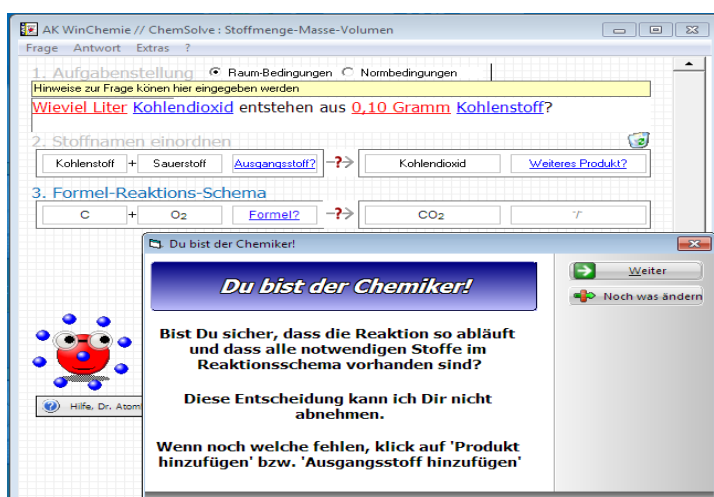 AK WinChemie // ChemSolve : Stoffmenge-Masse-Volumen
Frage Antwort Extras ?
1. Aufgabenstellung Raum-Bedingungen Normbedingungen
Hinweise zur Frage könen hier eingegeben werden
Wieviel Liter Kohlendioxid entstehen aus 0,10 Gramm Kohlenstoff?
2. Stoffnamen einordnen
Kohlenstoff + Sauerstoff Ausgangsstoff? -?> Kohlendioxid Weiteres Produkt?
3. Formel-Reaktions-Schema
C + O2 Formel? -?> CO2
Du bist der Chemiker!
Du bist der Chemiker!
Weiter
Noch was ändern
Bist Du sicher, dass die Reaktion so abläuft
und dass alle notwendigen Stoffe im
Reaktionsschema vorhanden sind?
Diese Entscheidung kann ich Dir nicht
abnehmen.
Wenn noch welche fehlen, klick auf 'Produkt
hinzufügen' bzw. 'Ausgangsstoff hinzufügen'
Hilfe, Dr. Atom